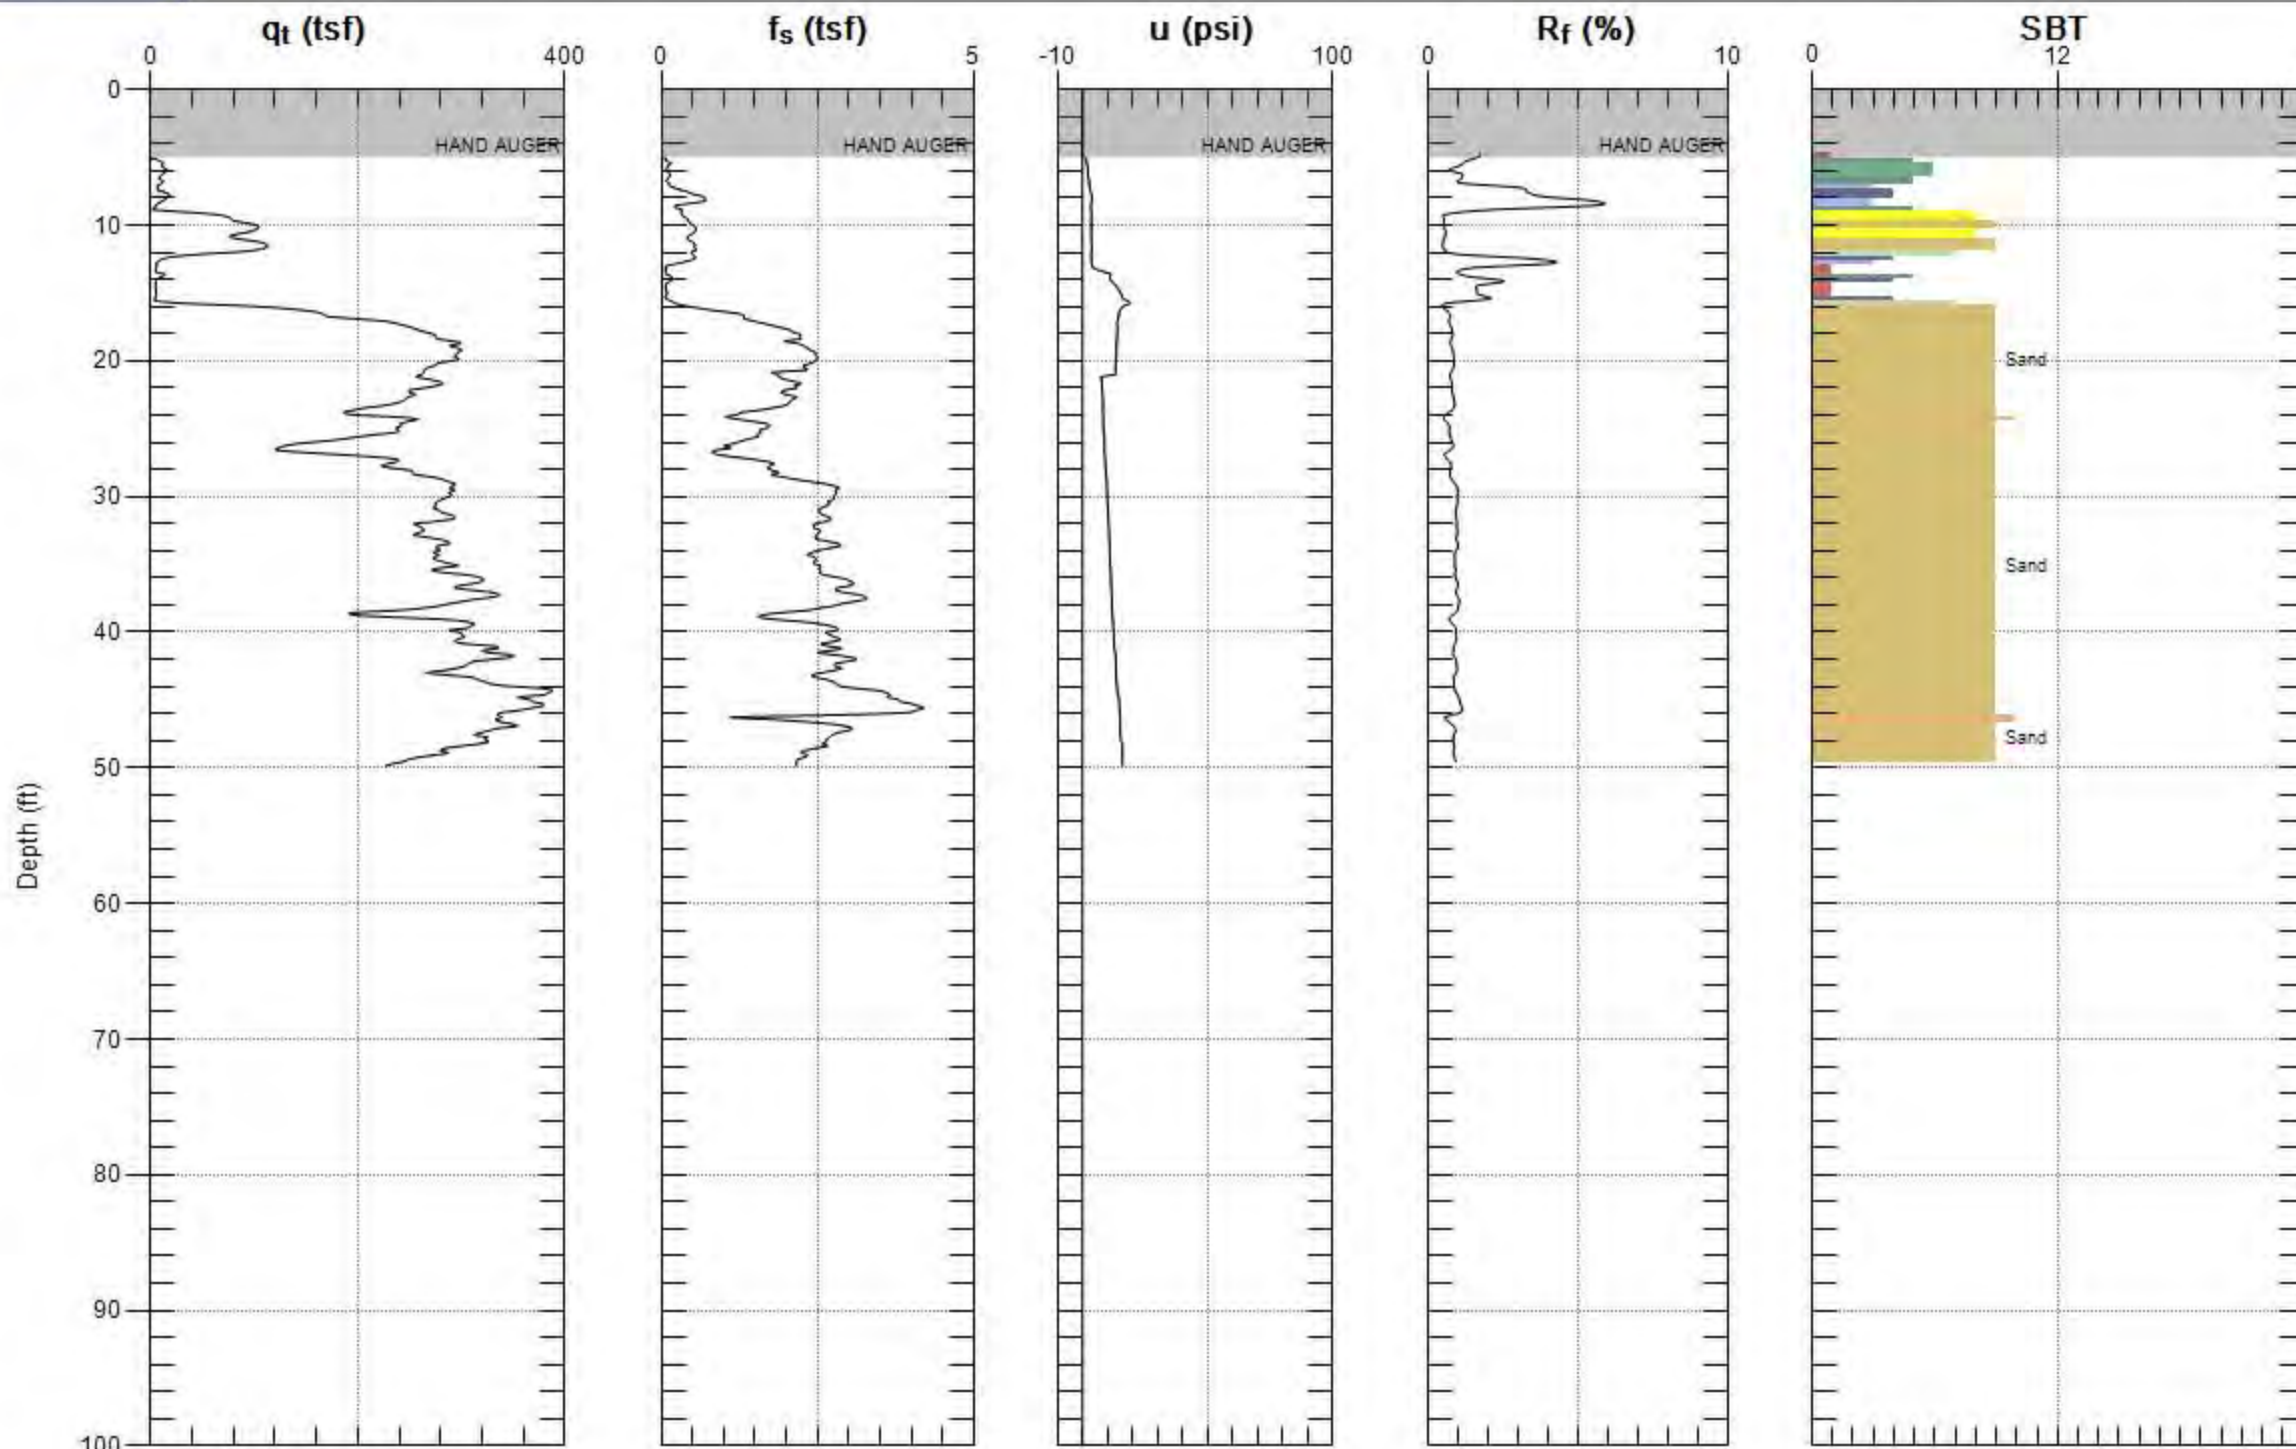 qt (tsf) fs (tsf) u (psi) Rf (%) SBT
0 400 0 5 -10 100 0 10 0 12
0
HAND AUGER HAND AUGER HAND AUGER HAND AUGER
10
20 Sand
30
Sand
40
Sand
50
Depth (ft)
60
70
80
90
100